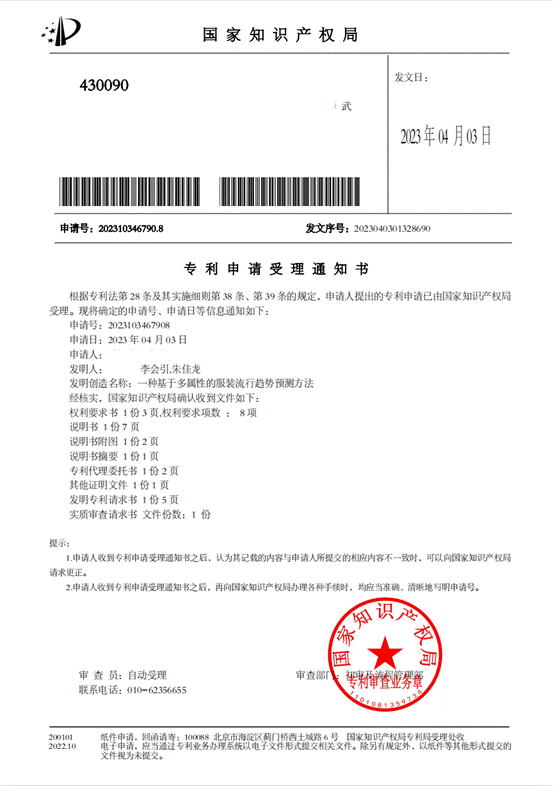 国家知识产权局
430090
武
发文日：
2023年04月03日
申请号：202310346790.8
发文序号：2023040301328690
专利申请受理通知书
根据专利法第28条及其实施细则第38条、第39条的规定，申请人提出的专利申请已由国家知识产权局
受理。现将确定的申请号、申请日等信息通知如下：
申请号：2023103467908
申请日：2023年04月03日
申请人：
发明人： 李会引,朱佳龙
发明创造名称：一种基于多属性的服装流行趋势预测方法
经核实，国家知识产权局确认收到文件如下：
权利要求书 1份3页,权利要求项数 ： 8项
说明书 1份7页
说明书附图 1份2页
说明书摘要 1份1页
专利代理委托书 1份2页
其他证明文件 1份1页
发明专利请求书 1份5页
实质审查请求书 文件份数：1 份
提示：
1.申请人收到专利申请受理通知书之后，认为其记载的内容与申请人所提交的相应内容不一致时，可以向国家知识产权局
请求更正。
2.申请人收到专利申请受理通知书之后，再向国家知识产权局办理各种手续时，均应当准确、清晰地写明申请号。
国家知识产权局
专利审查业务章
1101081359734
审 查 员：自动受理
审查部门：初审及流程管理部
联系电话：010-62356655
200101
纸件申请，回函请寄：100088 北京市海淀区蓟门桥西土城路6号 国家知识产权局专利局受理处收
2022.10
电子申请，应当通过专利业务办理系统以电子文件形式提交相关文件。除另有规定外，以纸件等其他形式提交的
文件视为未提交。